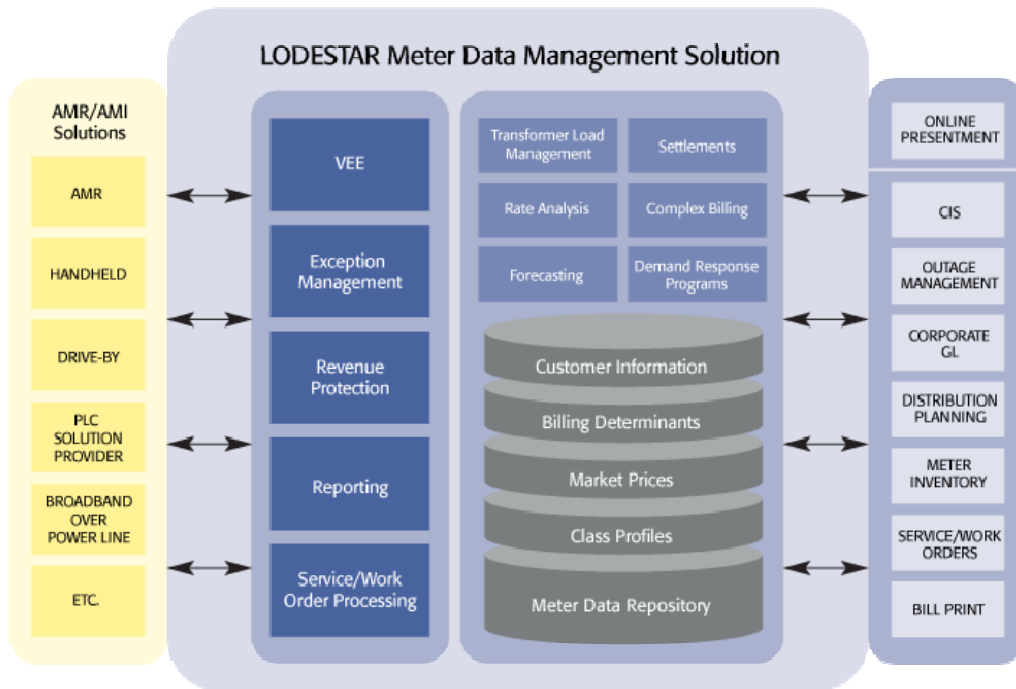 LODESTAR Meter Data Management Solution
AMR/AMI
Solutions
AMR
HANDHELD
DRIVE-BY
PLC
SOLUTION
PROVIDER
BROADBAND
OVER
POWER LINE
ETC.
VEE
Exception
Management
Revenue
Protection
Reporting
Service/Work
Order Processing
Transformer Load
Management
Settlements
Rate Analysis
Complex Billing
Forecasting
Demand Response
Programs
Customer Information
Billing Determinants
Market Prices
Class Profiles
Meter Data Repository
ONLINE
PRESENTMENT
CIS
OUTAGE
MANAGEMENT
CORPORATE
GL
DISTRIBUTION
PLANNING
METER
INVENTORY
SERVICE/WORK
ORDERS
BILL PRINT